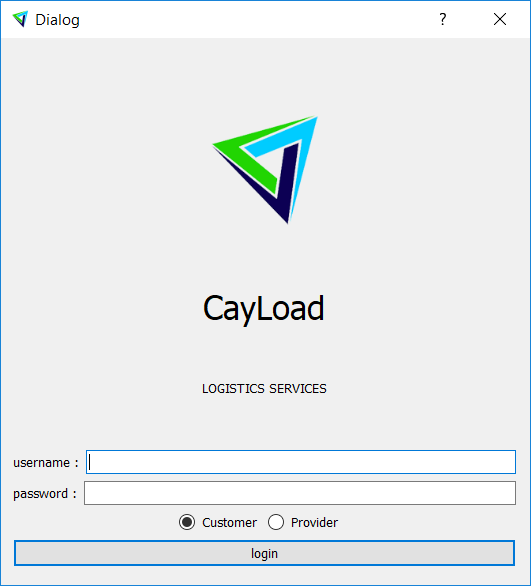 Dialog ?
CayLoad
LOGISTICS SERVICES
username :
password :
Customer Provider
login